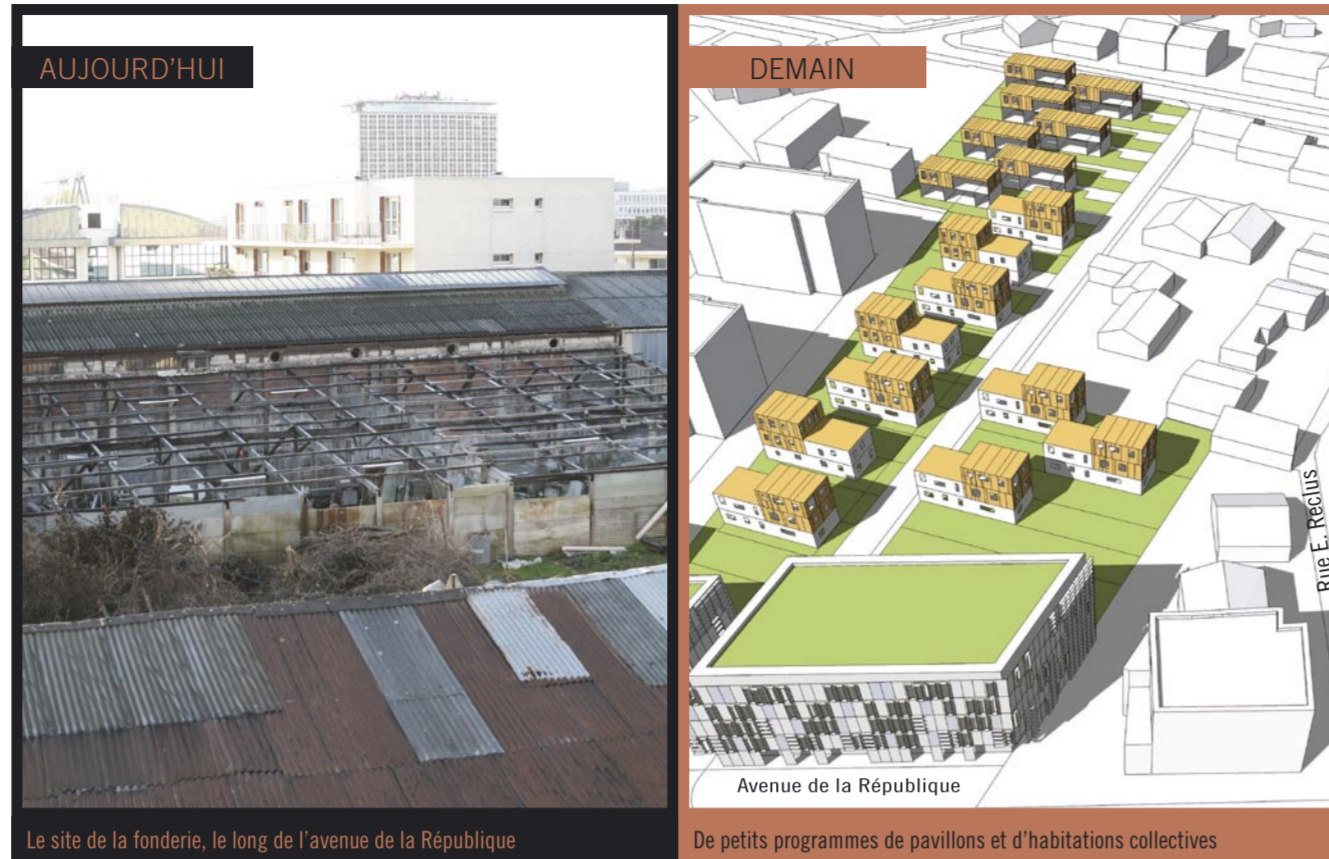 AUJOURD'HUI
DEMAIN
Rue E. Reclus
Avenue de la République
Le site de la fonderie, le long de l'avenue de la République
De petits programmes de pavillons et d'habitations collectives